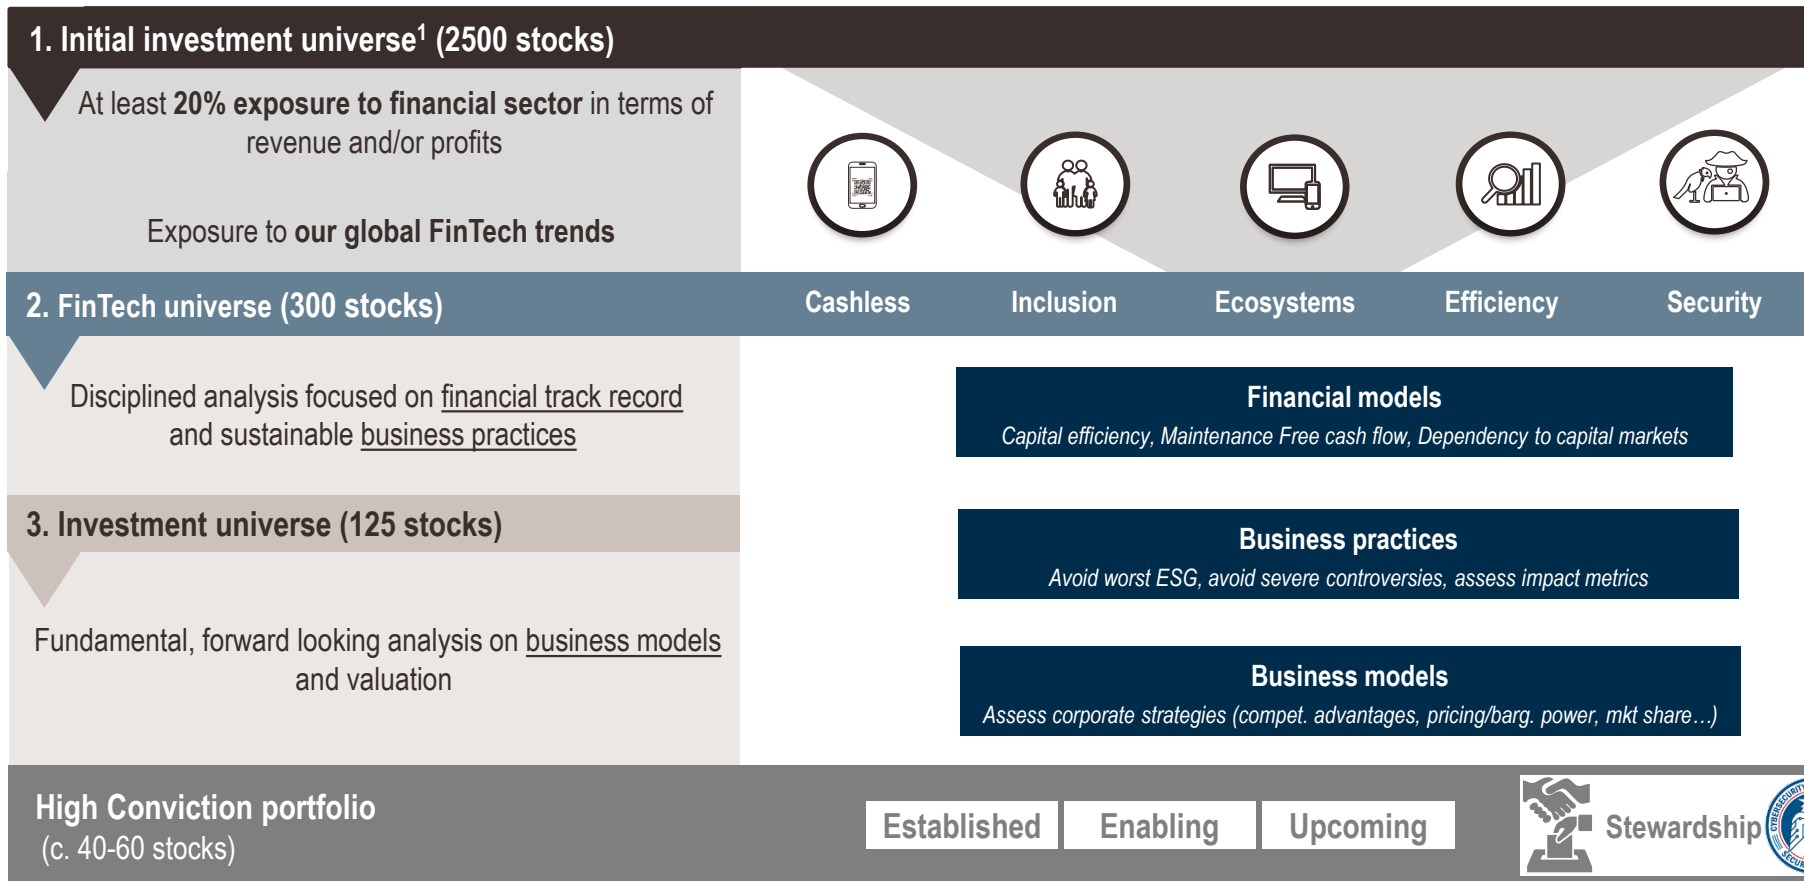 1. Initial investment universe¹ (2500 stocks)
At least 20% exposure to financial sector in terms of
revenue and/or profits
Exposure to our global FinTech trends
2. FinTech universe (300 stocks)
Cashless
Inclusion
Ecosystems
Efficiency
Security
Disciplined analysis focused on financial track record
and sustainable business practices
Financial models
Capital efficiency, Maintenance Free cash flow, Dependency to capital markets
3. Investment universe (125 stocks)
Business practices
Avoid worst ESG, avoid severe controversies, assess impact metrics
Fundamental, forward looking analysis on business models
and valuation
Business models
Assess corporate strategies (compet. advantages, pricing/barg. power, mkt share…)
High Conviction portfolio
(c. 40-60 stocks)
Established
Enabling
Upcoming
Stewardship
CYBERSECURITY